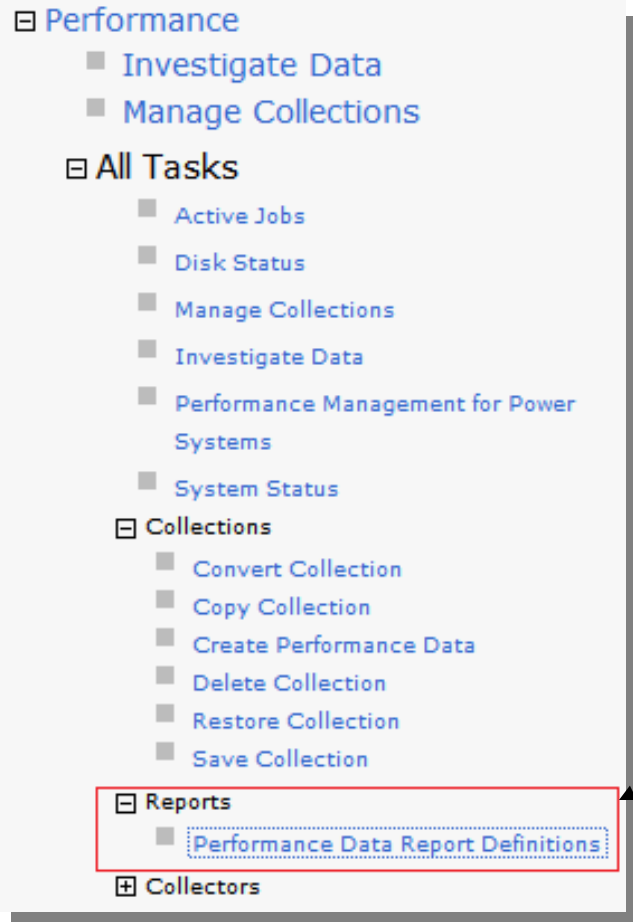 Performance
Investigate Data
Manage Collections
All Tasks
Active Jobs
Disk Status
Manage Collections
Investigate Data
Performance Management for Power
Systems
System Status
Collections
Convert Collection
Copy Collection
Create Performance Data
Delete Collection
Restore Collection
Save Collection
Reports
Performance Data Report Definitions
Collectors